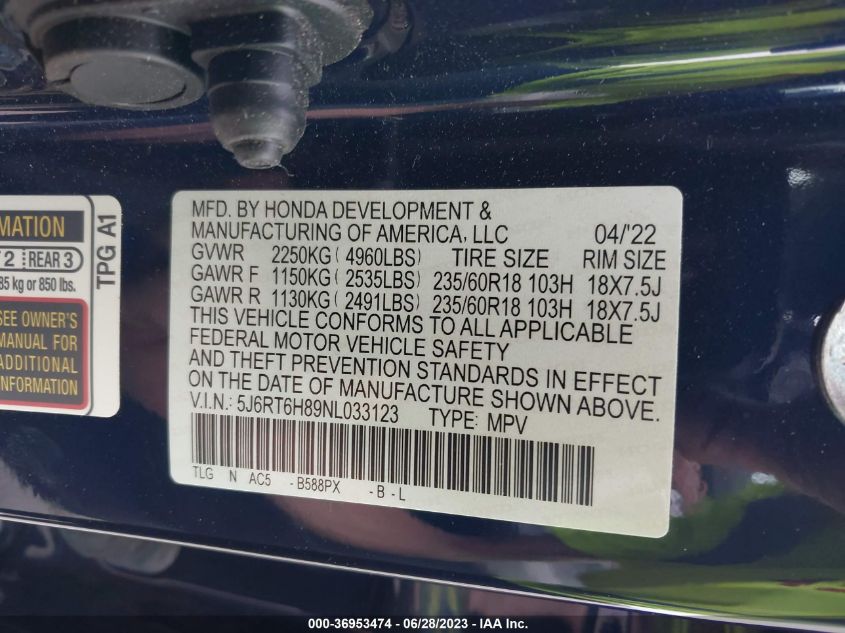 MATION
2 REAR 3
85 kg or 850 lbs.
SEE OWNER'S
MANUAL FOR
ADDITIONAL
INFORMATION
TPG A1
MFD. BY HONDA DEVELOPMENT &
MANUFACTURING OF AMERICA, LLC 04/'22
GVWR 2250KG( 4960LBS) TIRE SIZE RIM SIZE
GAWR F 1150KG( 2535LBS) 235/60R18 103H 18X7.5J
GAWR R 1130KG( 2491LBS) 235/60R18 103H 18X7.5J
THIS VEHICLE CONFORMS TO ALL APPLICABLE
FEDERAL MOTOR VEHICLE SAFETY
AND THEFT PREVENTION STANDARDS IN EFFECT
ON THE DATE OF MANUFACTURE SHOWN ABOVE.
V.I.N.: 5J6RT6H89NL033123 TYPE: MPV
TLG N AC5 -B588PX -B - L
000-36953474 - 06/28/2023 - IAA Inc.